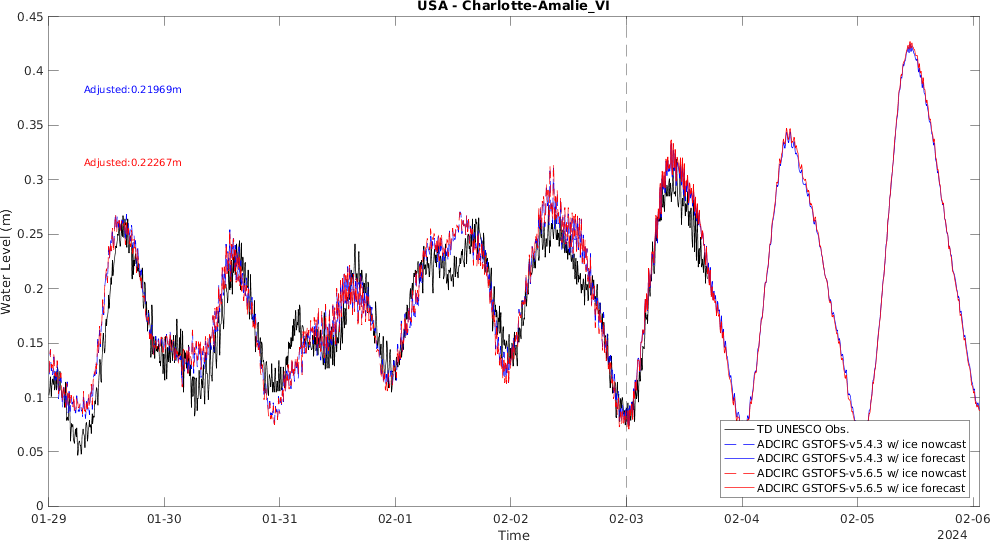 USA - Charlotte-Amalie_VI
0.45
0.4
0.35
0.3
0.25
0.2
0.15
0.1
0.05
0
Water Level (m)
Adjusted:0.21969m
Adjusted:0.22267m
TD UNESCO Obs.
ADCIRC GSTOFS-v5.4.3 w/ ice nowcast
ADCIRC GSTOFS-v5.4.3 w/ ice forecast
ADCIRC GSTOFS-v5.6.5 w/ ice nowcast
ADCIRC GSTOFS-v5.6.5 w/ ice forecast
01-29 01-30 01-31 02-01 02-02 02-03 02-04 02-05 02-06
Time
2024